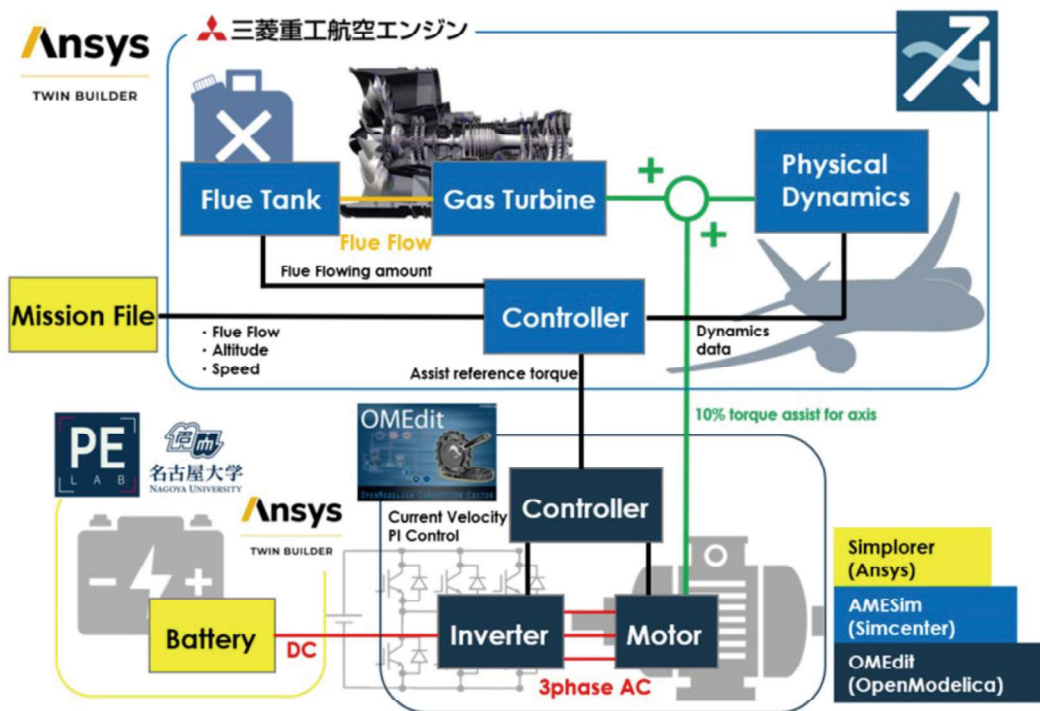 Ansys
TWIN BUILDER
三菱重工航空エンジン
Flue Tank
Gas Turbine
Physical
Dynamics
Flue Flow
Flue Flowing amount
Mission File
Controller
· Flue Flow
· Altitude
· Speed
Dynamics
data
Assist reference torque
10% torque assist for axis
PE
LAB
名古屋大学
NAGOYA UNIVERSITY
OMEdit
OPENMODELICA CONNECTION EDITOR
Ansys
TWIN BUILDER
Current Velocity
PI Control
Controller
Battery
DC
Inverter
Motor
3phase AC
Simplorer
(Ansys)
AMESim
(Simcenter)
OMEdit
(OpenModelica)